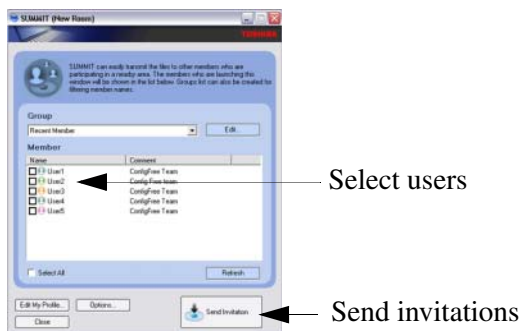 SUMMIT (New Room)
TOSHIBA
SUMMIT can easily transmit the files to other members who are
participating in a nearby area. The members who are launching this
window will be shown in the list below. Groups list can also be created for
filtering member names.
Group
Recent Member
Edit...
Member
Name Comment
User1 ConfigFree Team
User2 ConfigFree team
User3 ConfigFree Team
User4 ConfigFree Team
User5 ConfigFree Team
Select users
Select All
Refresh
Edit My Profile... Options...
Send Invitation
Send invitations
Close